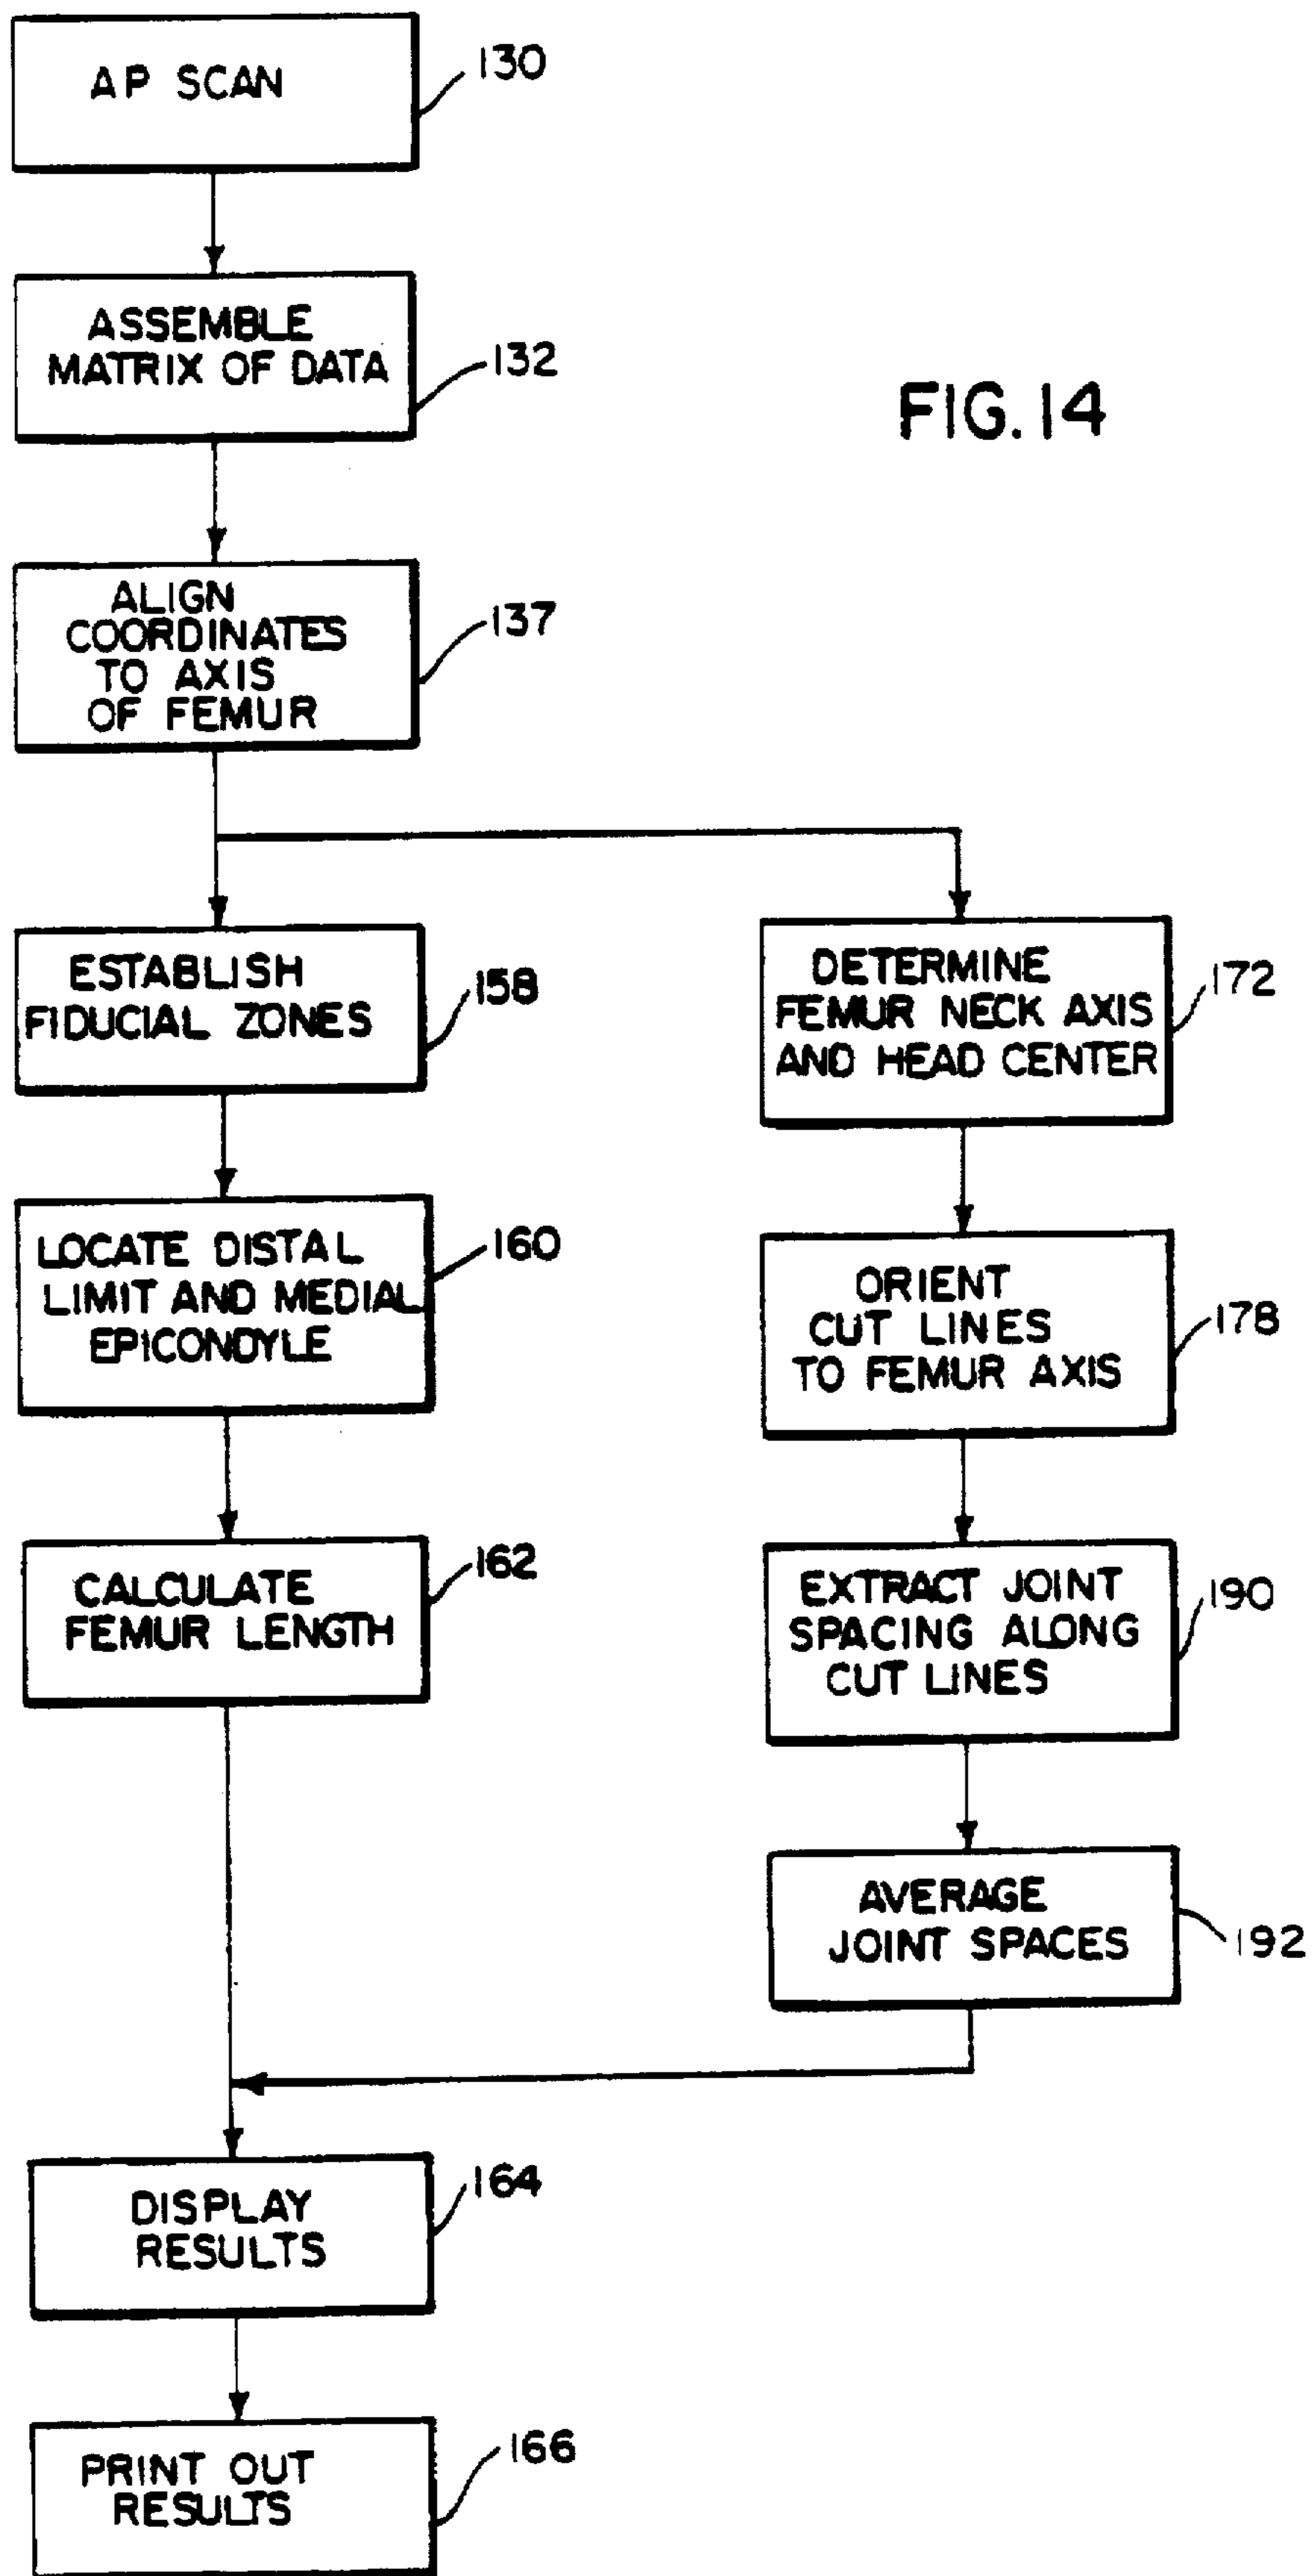 AP SCAN
130
ASSEMBLE
MATRIX OF DATA
132
FIG. 14
ALIGN
COORDINATES
TO AXIS
OF FEMUR
137
ESTABLISH
FIDUCIAL ZONES
158
DETERMINE
FEMUR NECK AXIS
AND HEAD CENTER
172
LOCATE DISTAL
LIMIT AND MEDIAL
EPICONDYLE
160
ORIENT
CUT LINES
TO FEMUR AXIS
178
CALCULATE
FEMUR LENGTH
162
EXTRACT JOINT
SPACING ALONG
CUT LINES
190
AVERAGE
JOINT SPACES
192
DISPLAY
RESULTS
164
PRINT OUT
RESULTS
166